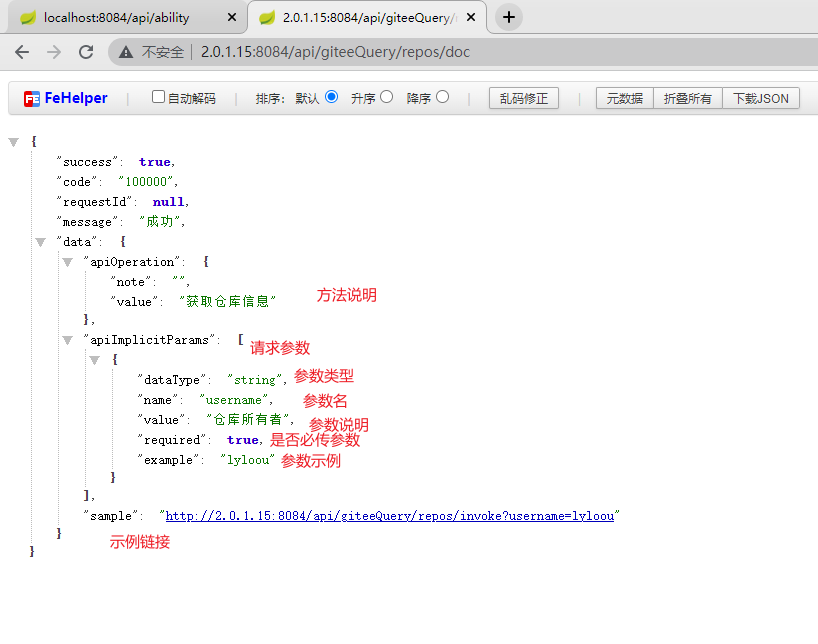 localhost:8084/api/ability
2.0.1.15:8084/api/giteeQuery/r
不安全 2.0.1.15:8084/api/giteeQuery/repos/doc
FeHelper 自动解码 排序: 默认 升序 降序 乱码修正 元数据 折叠所有 下载JSON
{
"success": true,
"code": "100000",
"requestId": null,
"message": "成功",
"data": {
"apiOperation": {
"note": "",
"value": "获取仓库信息" 方法说明
},
"apiImplicitParams": [ 请求参数
{
"dataType": "string", 参数类型
"name": "username", 参数名
"value": "仓库所有者", 参数说明
"required": true, 是否必传参数
"example": "lyloou" 参数示例
}
],
"sample": "http://2.0.1.15:8084/api/giteeQuery/repos/invoke?username=lyloou"
}
示例链接
}